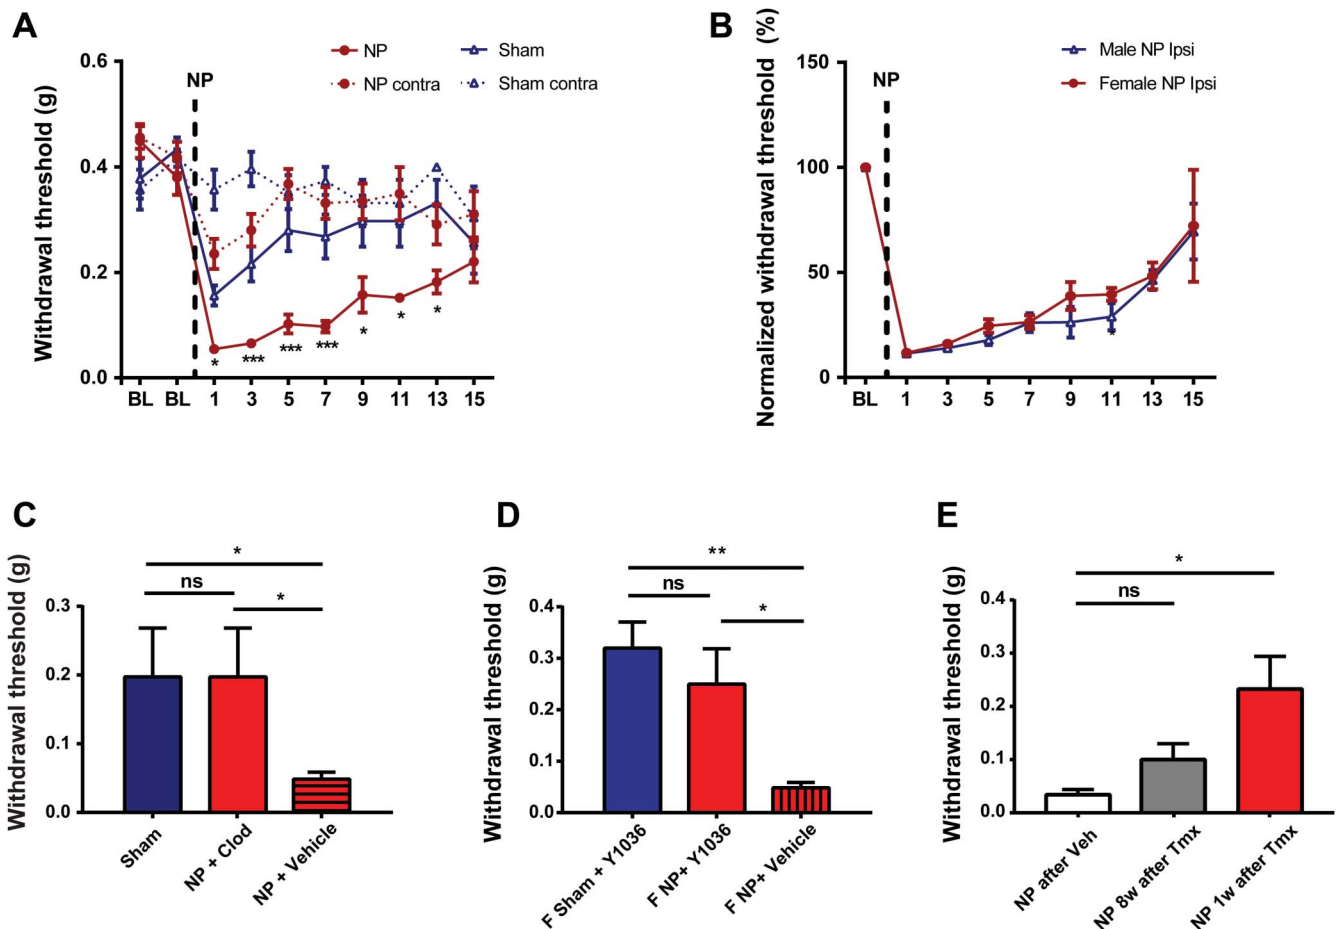 A
NP
Sham
NP contra
Sham contra
Withdrawal threshold (g)
0.6
0.4
0.2
0.0
NP
*
***
***
***
*
*
*
BL BL 1 3 5 7 9 11 13 15
B
Male NP Ipsi
Female NP Ipsi
Normalized withdrawal threshold (%)
150
100
50
0
NP
*
BL 1 3 5 7 9 11 13 15
C
Withdrawal threshold (g)
0.3
0.2
0.1
0.0
*
ns
*
Sham
NP + Clod
NP + Vehicle
D
Withdrawal threshold (g)
0.4
0.3
0.2
0.1
0.0
**
ns
*
F Sham + Y1036
F NP+ Y1036
F NP+ Vehicle
E
Withdrawal threshold (g)
0.4
0.3
0.2
0.1
0.0
*
ns
NP after Veh
NP 8w after Tmx
NP 1w after Tmx